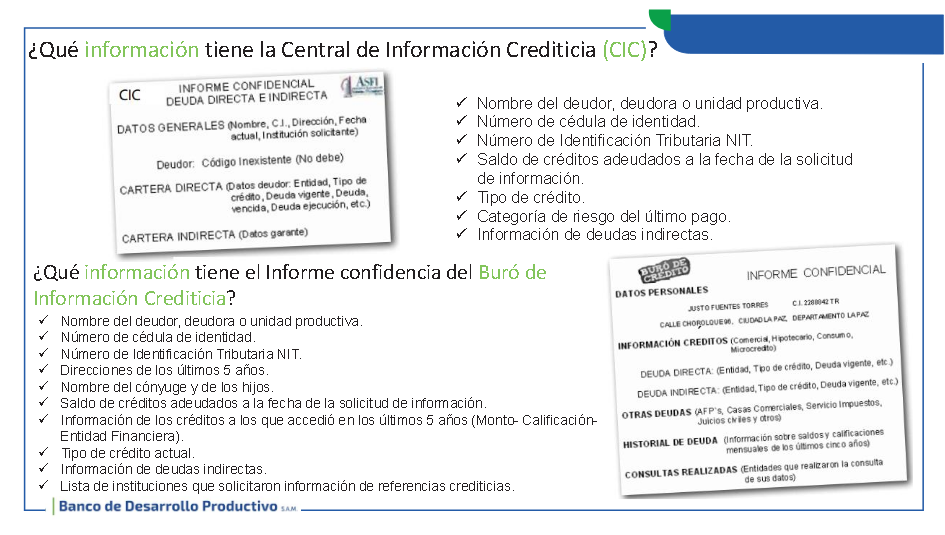 ¿Qué información tiene la Central de Información Crediticia (CIC)?
CIC
INFORME CONFIDENCIAL
DEUDA DIRECTA E INDIRECTA
ASFI
DATOS GENERALES (Nombre, C.I., Dirección, Fecha
actual, Institución solicitante)
Deudor: Código Inexistente (No debe)
CARTERA DIRECTA (Datos deudor: Entidad, Tipo de
crédito, Deuda vigente, Deuda,
vencida, Deuda ejecución, etc.)
CARTERA INDIRECTA (Datos garante)
✓ Nombre del deudor, deudora o unidad productiva.
✓ Número de cédula de identidad.
✓ Número de Identificación Tributaria NIT.
✓ Saldo de créditos adeudados a la fecha de la solicitud
de información.
✓ Tipo de crédito.
✓ Categoría de riesgo del último pago.
✓ Información de deudas indirectas.
¿Qué información tiene el Informe confidencia del Buró de
Información Crediticia?
✓ Nombre del deudor, deudora o unidad productiva.
✓ Número de cédula de identidad.
✓ Número de Identificación Tributaria NIT.
✓ Direcciones de los últimos 5 años.
✓ Nombre del cónyuge y de los hijos.
✓ Saldo de créditos adeudados a la fecha de la solicitud de información.
✓ Información de los créditos a los que accedió en los últimos 5 años (Monto- Calificación-
Entidad Financiera).
✓ Tipo de crédito actual.
✓ Información de deudas indirectas.
✓ Lista de instituciones que solicitaron información de referencias crediticias.
BURÓ DE
CRÉDITO
INFORME CONFIDENCIAL
DATOS PERSONALES
JUSTO FUENTES TORRES C.I. 2288842 TR
CALLE CHOROLQUE 96, CIUDAD LA PAZ, DEPARTAMENTO LA PAZ
INFORMACIÓN CREDITOS (Comercial, Hipotecario, Consumo,
Microcredito)
DEUDA DIRECTA: (Entidad, Tipo de crédito, Deuda vigente, etc.)
DEUDA INDIRECTA: (Entidad, Tipo de crédito, Deuda vigente, etc.)
OTRAS DEUDAS (AFP's, Casas Comerciales, Servicio Impuestos,
Juicios civiles y otros)
HISTORIAL DE DEUDA (Información sobre saldos y calificaciones
mensuales de los últimos cinco años)
CONSULTAS REALIZADAS (Entidades que realizaron la consulta
de sus datos)
Banco de Desarrollo Productivo S.A.M.